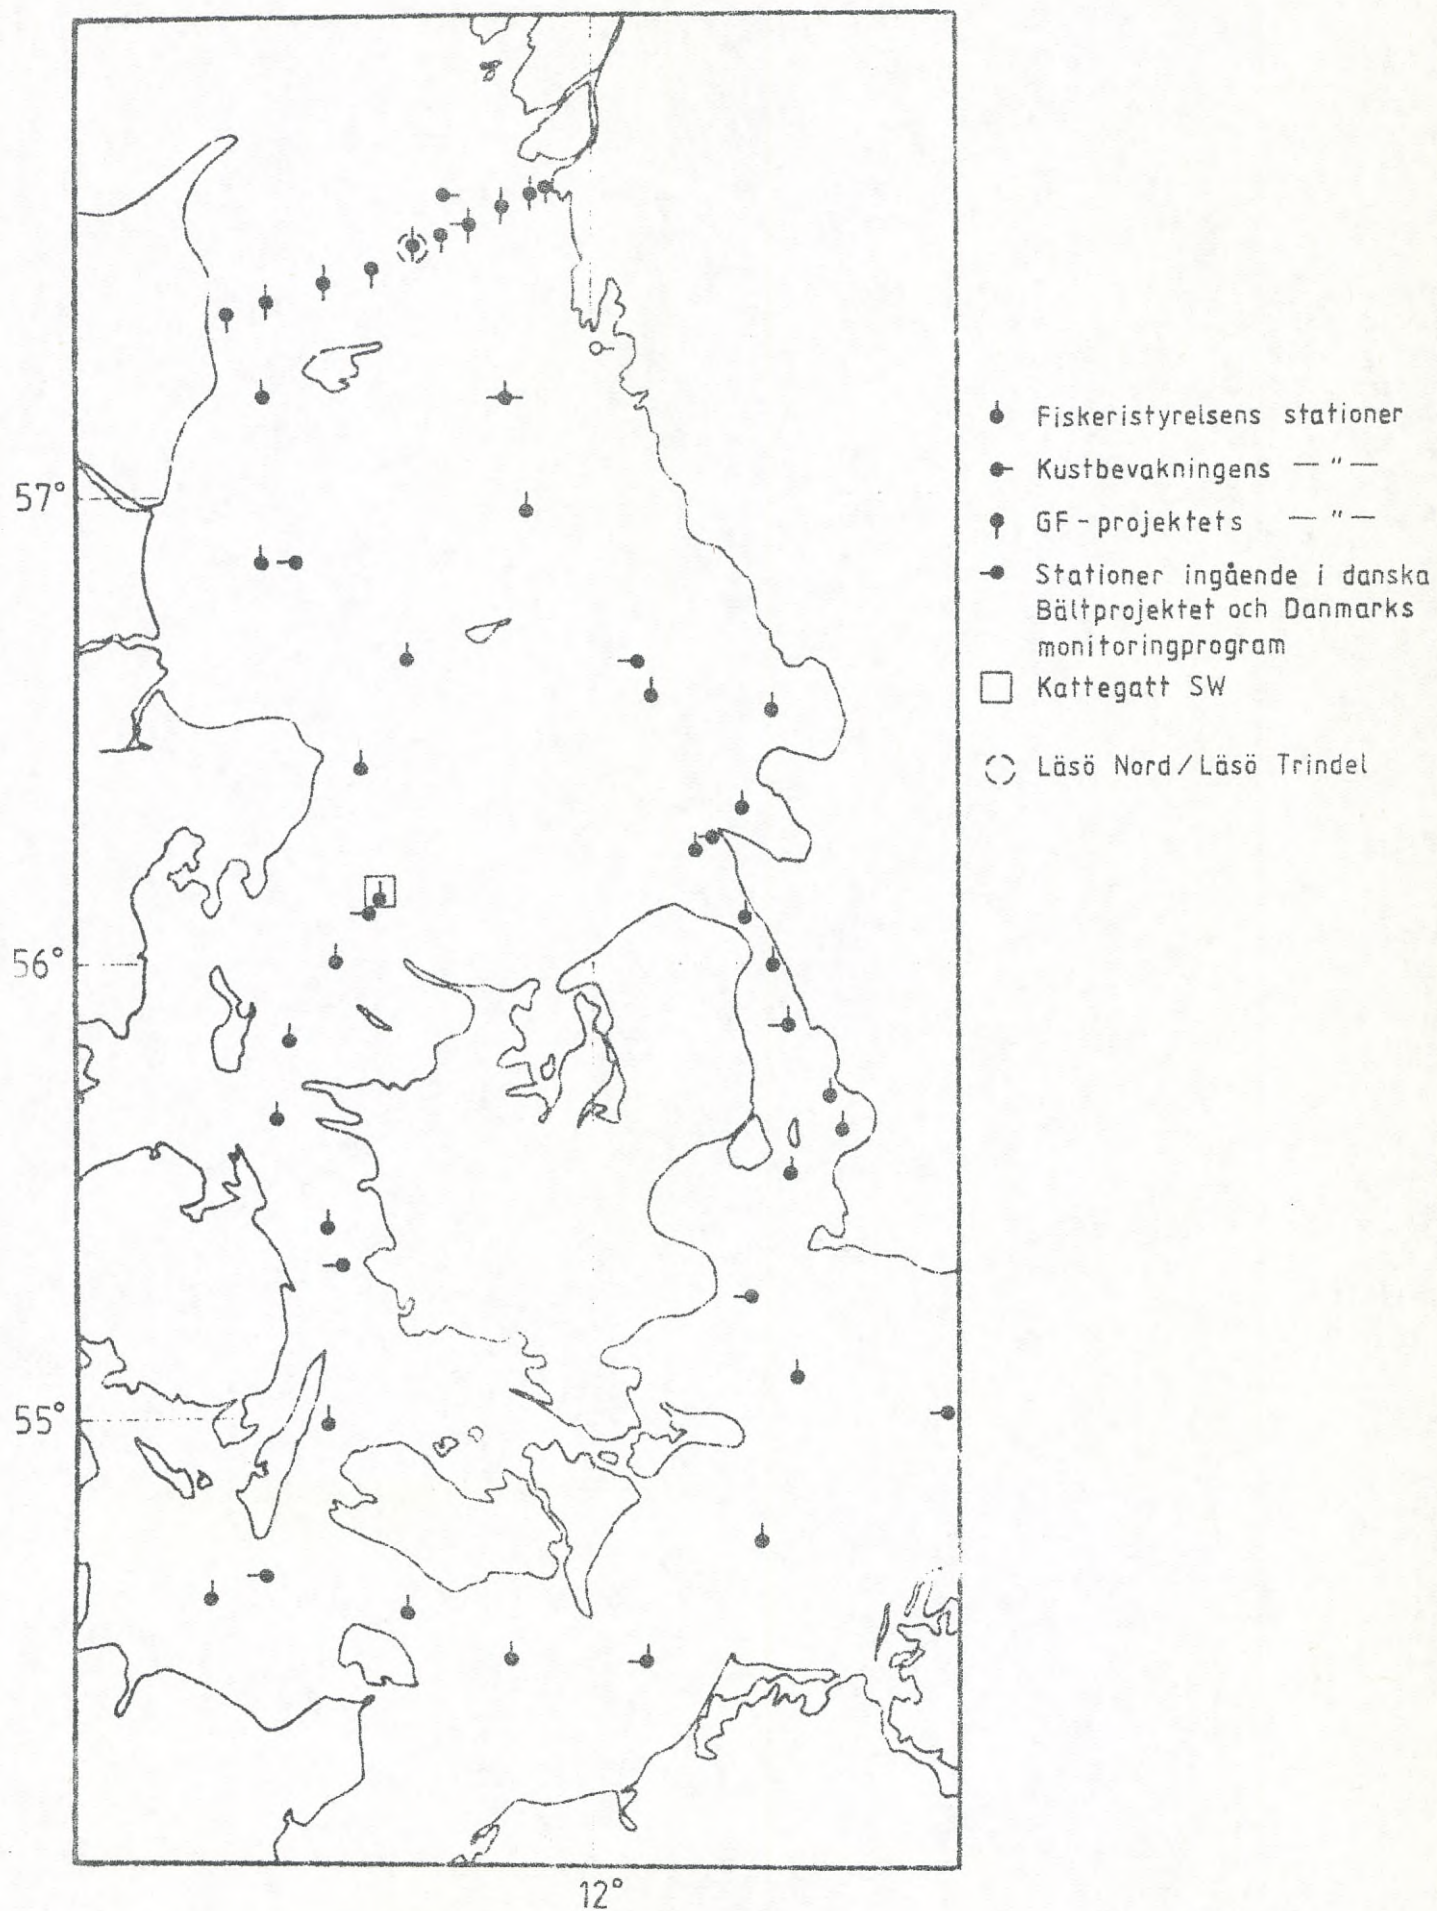 57°
56°
55°
12°
Fiskeristyrelsens stationer
Kustbevakningens — " —
GF-projektets — " —
Stationer ingående i danska
Bältprojektet och Danmarks
monitoringprogram
Kattegatt SW
Läsö Nord/Läsö Trindel